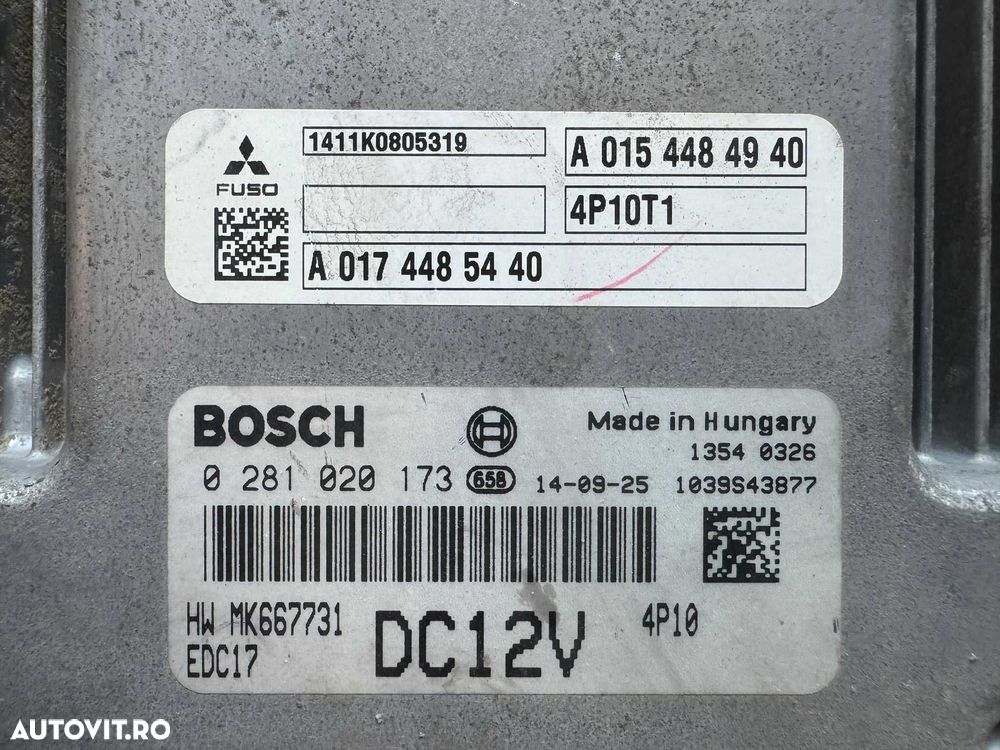 1411K0805319
A 015 448 49 40
FUSO
4P10T1
A 017 448 54 40
BOSCH
Made in Hungary
1354 0326
0 281 020 173 658 14-09-25 1039S43877
HW MK667731
DC12V
4P10
EDC17
AUTOVIT.RO